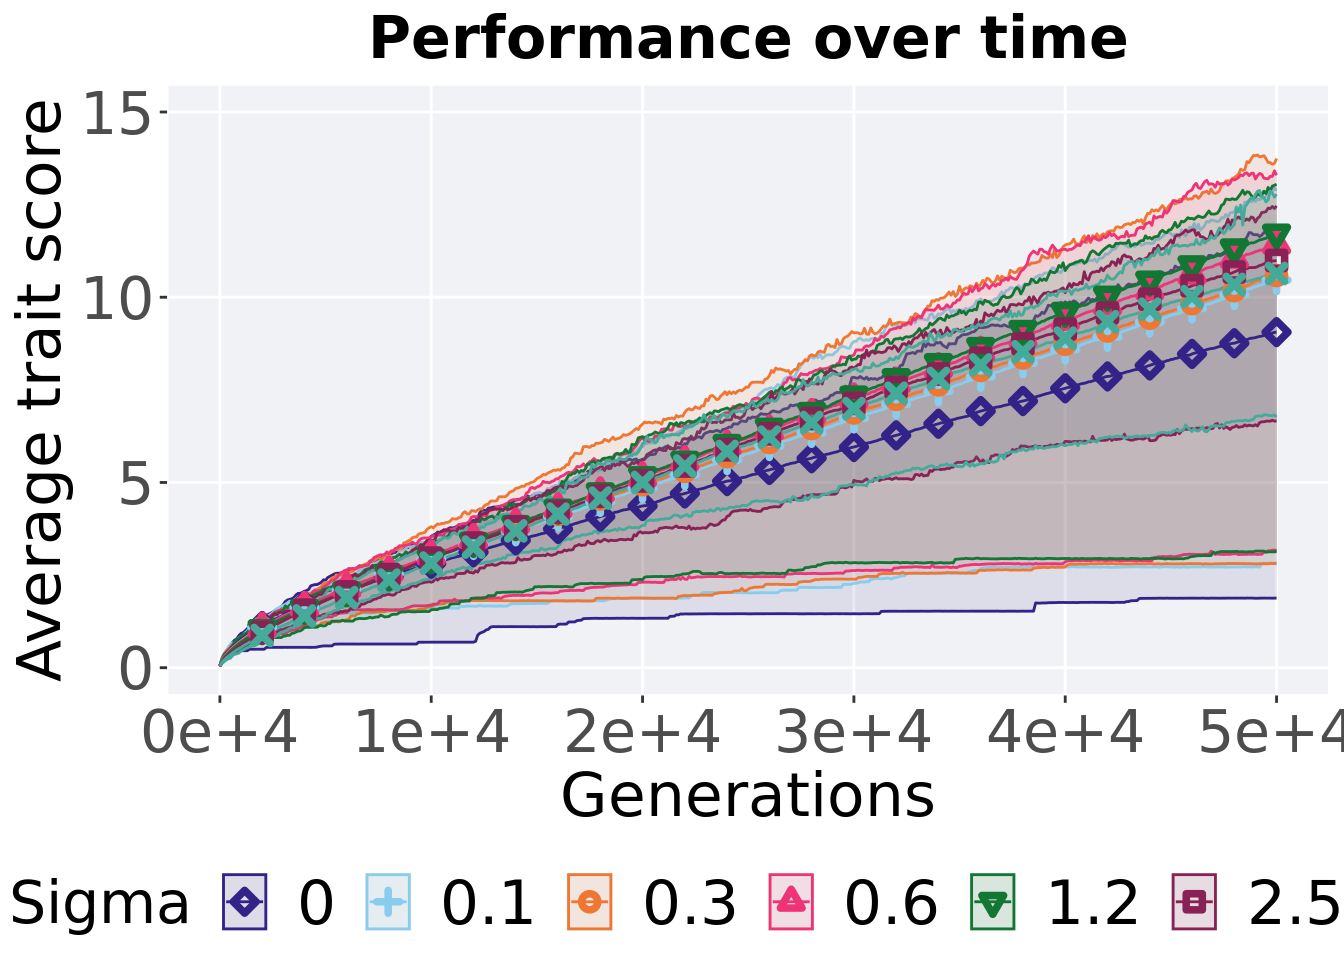 Performance over time
Average trait score
15
10
5
0
0e+4 1e+4 2e+4 3e+4 4e+4 5e+4
Generations
Sigma 0 0.1 0.3 0.6 1.2 2.5